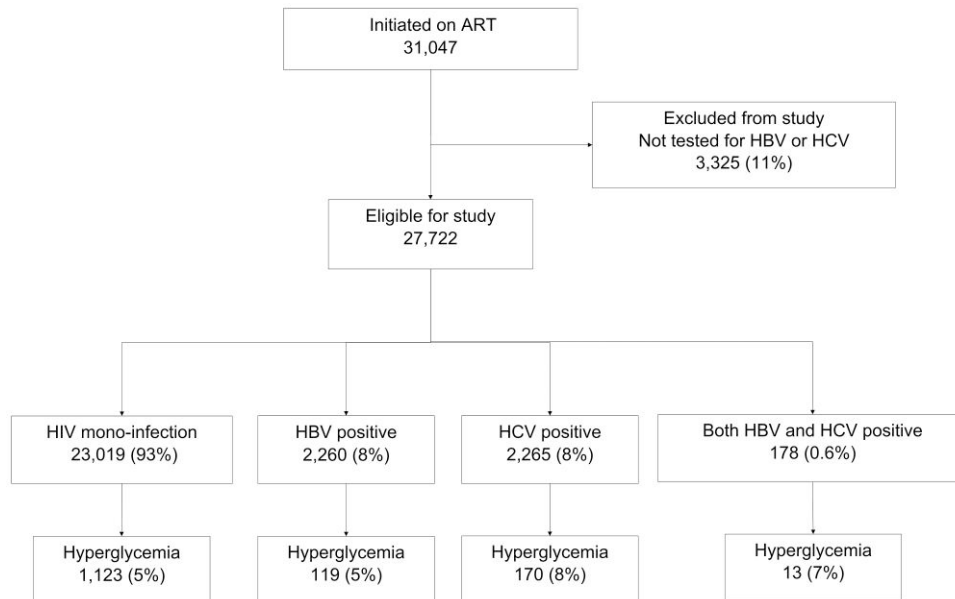 Initiated on ART
31,047
Excluded from study
Not tested for HBV or HCV
3,325 (11%)
Eligible for study
27,722
HIV mono-infection
23,019 (93%)
HBV positive
2,260 (8%)
HCV positive
2,265 (8%)
Both HBV and HCV positive
178 (0.6%)
Hyperglycemia
1,123 (5%)
Hyperglycemia
119 (5%)
Hyperglycemia
170 (8%)
Hyperglycemia
13 (7%)